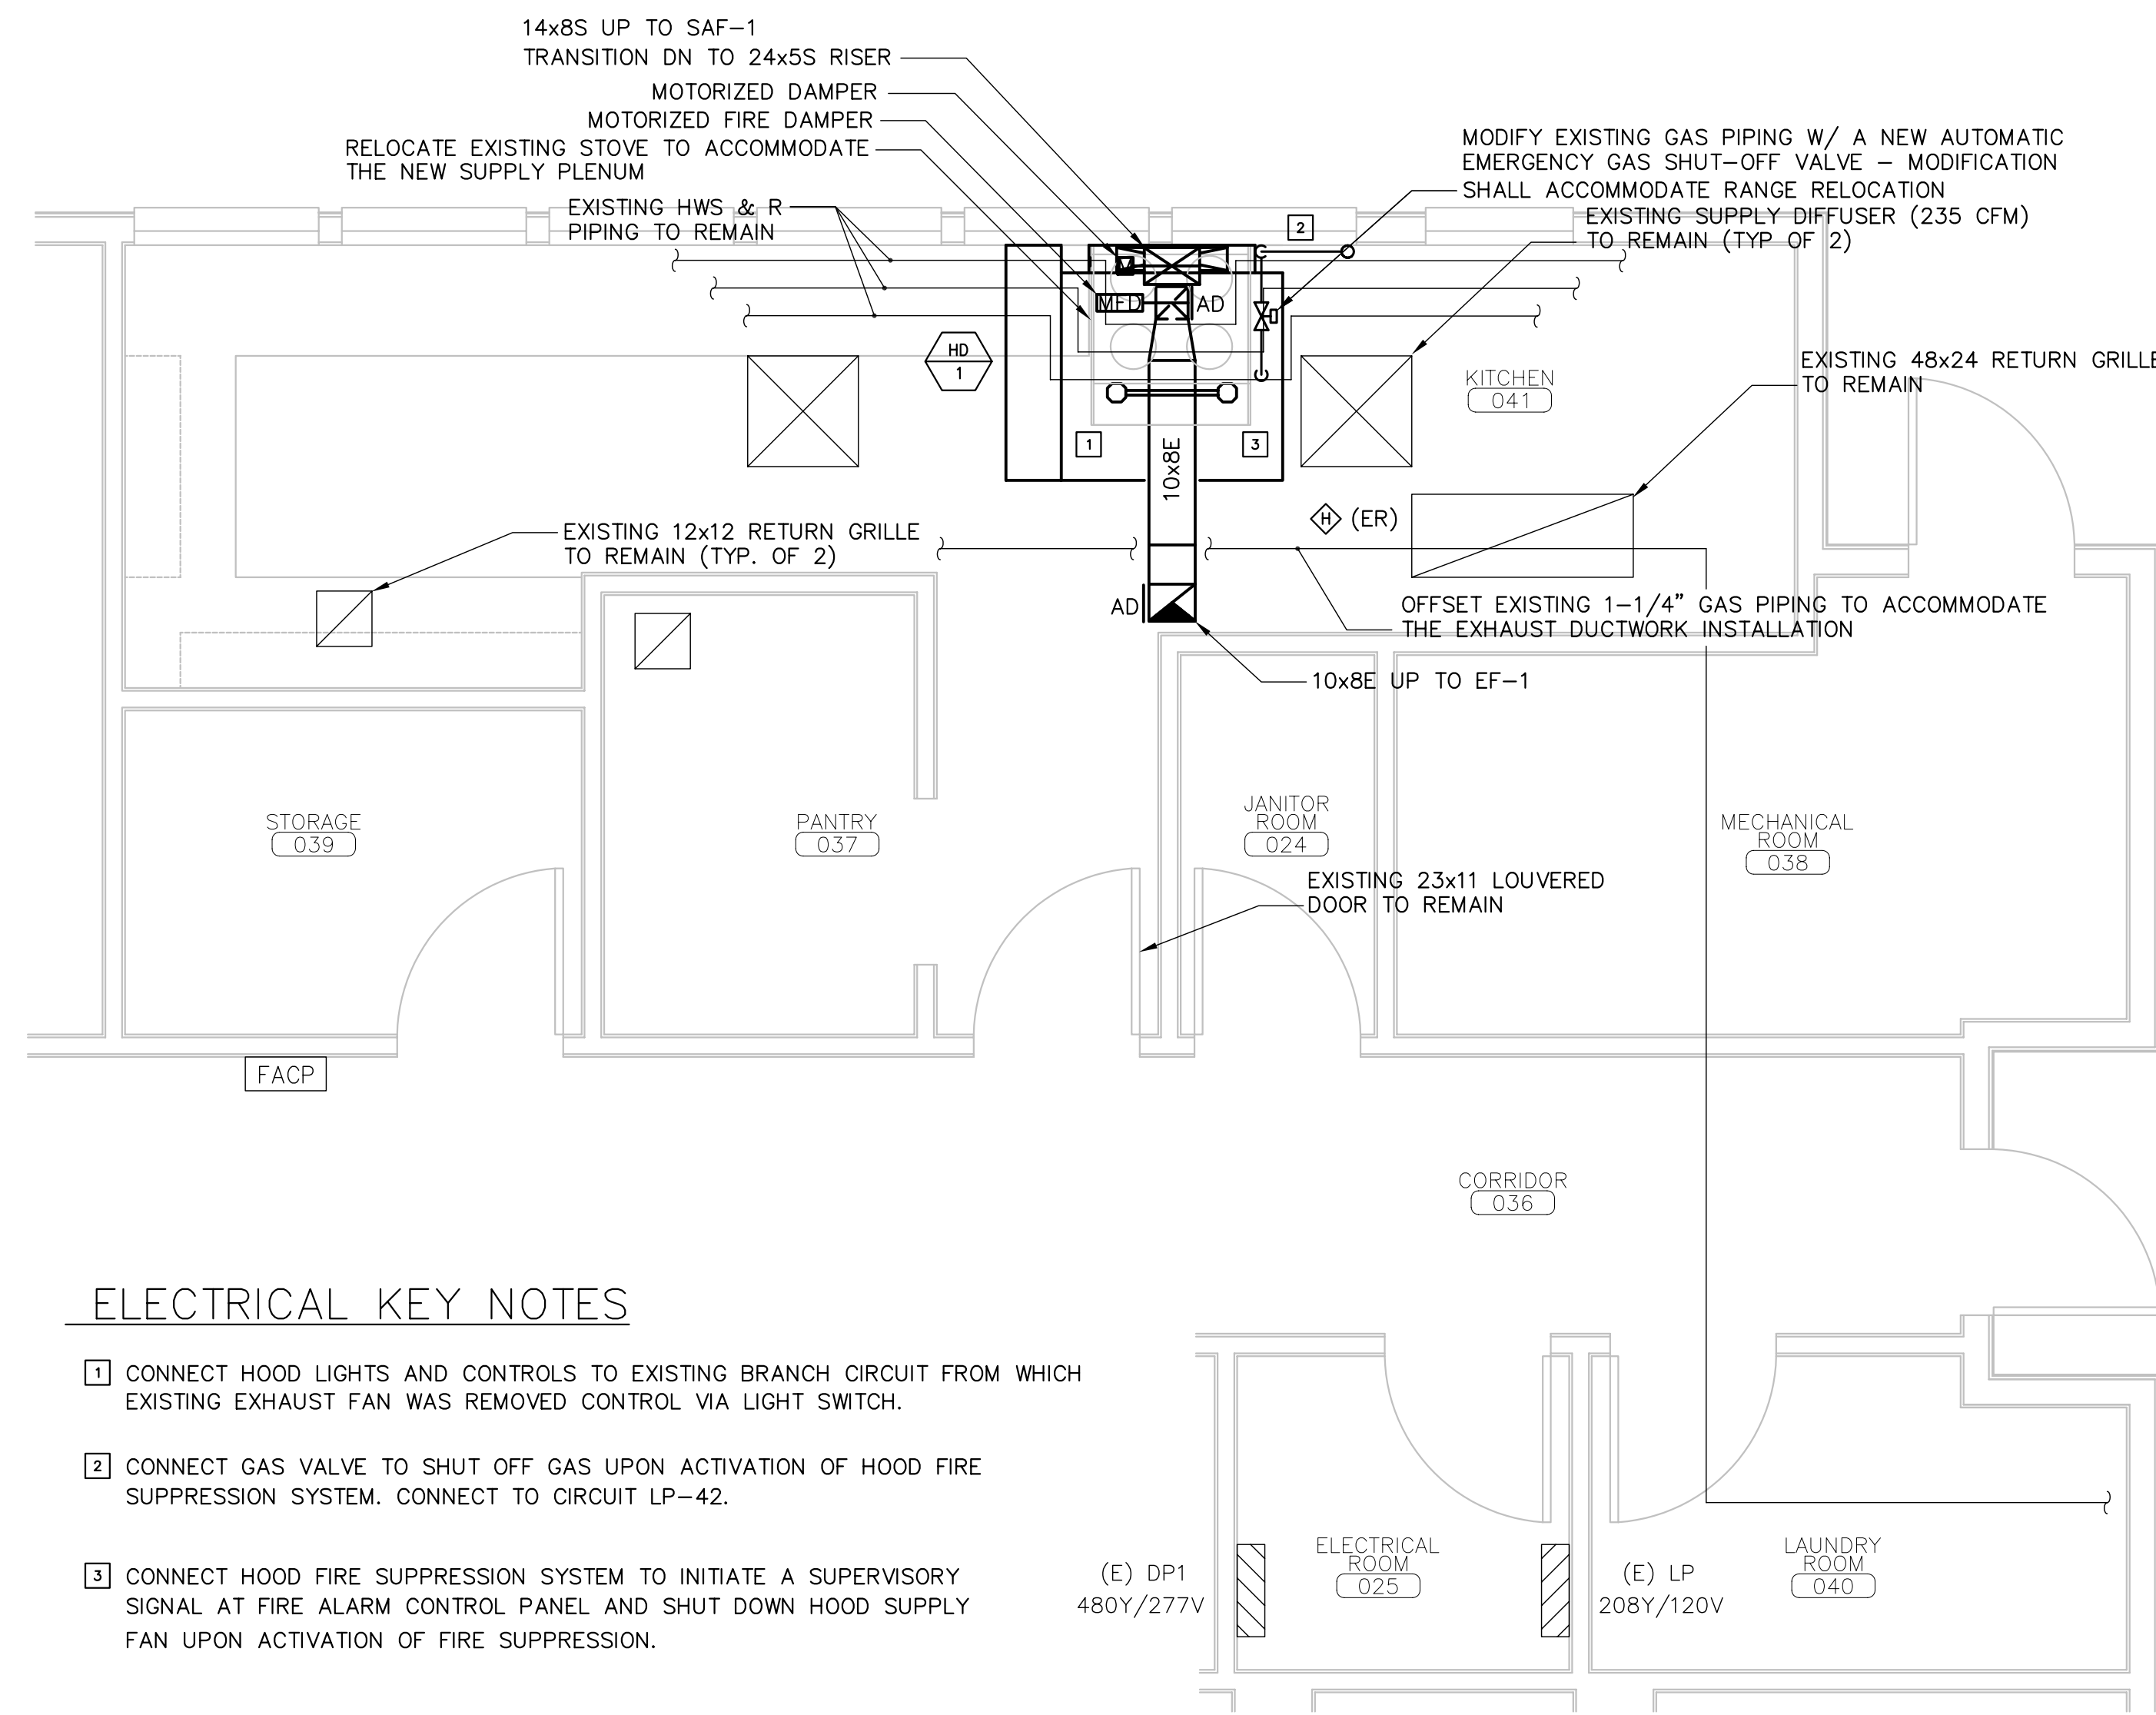 14x8S UP TO SAF-1
TRANSITION DN TO 24x5S RISER
MOTORIZED DAMPER
MOTORIZED FIRE DAMPER
RELOCATE EXISTING STOVE TO ACCOMMODATE
THE NEW SUPPLY PLENUM
EXISTING HWS & R
PIPING TO REMAIN
MODIFY EXISTING GAS PIPING W/ A NEW AUTOMATIC
EMERGENCY GAS SHUT-OFF VALVE - MODIFICATION
SHALL ACCOMMODATE RANGE RELOCATION
EXISTING SUPPLY DIFFUSER (235 CFM)
TO REMAIN (TYP OF 2)
2
M
MFD
AD
HD
1
EXISTING 48x24 RETURN GRILLE
TO REMAIN
KITCHEN
041
1
3
10x8E
H (ER)
EXISTING 12x12 RETURN GRILLE
TO REMAIN (TYP. OF 2)
AD
OFFSET EXISTING 1-1/4" GAS PIPING TO ACCOMMODATE
THE EXHAUST DUCTWORK INSTALLATION
10x8E UP TO EF-1
STORAGE
039
PANTRY
037
JANITOR
ROOM
024
MECHANICAL
ROOM
038
EXISTING 23x11 LOUVERED
DOOR TO REMAIN
FACP
CORRIDOR
036
ELECTRICAL KEY NOTES
1 CONNECT HOOD LIGHTS AND CONTROLS TO EXISTING BRANCH CIRCUIT FROM WHICH
EXISTING EXHAUST FAN WAS REMOVED CONTROL VIA LIGHT SWITCH.
2 CONNECT GAS VALVE TO SHUT OFF GAS UPON ACTIVATION OF HOOD FIRE
SUPPRESSION SYSTEM. CONNECT TO CIRCUIT LP-42.
3 CONNECT HOOD FIRE SUPPRESSION SYSTEM TO INITIATE A SUPERVISORY
SIGNAL AT FIRE ALARM CONTROL PANEL AND SHUT DOWN HOOD SUPPLY
FAN UPON ACTIVATION OF FIRE SUPPRESSION.
(E) DP1
480Y/277V
ELECTRICAL
ROOM
025
(E) LP
208Y/120V
LAUNDRY
ROOM
040